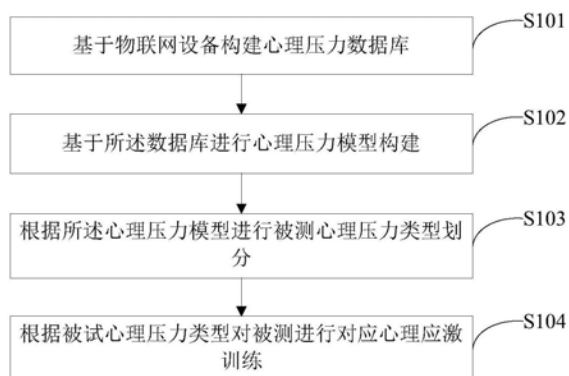 S101
基于物联网设备构建心理压力数据库
S102
基于所述数据库进行心理压力模型构建
S103
根据所述心理压力模型进行被测心理压力类型划
分
S104
根据被试心理压力类型对被测进行对应心理应激
训练